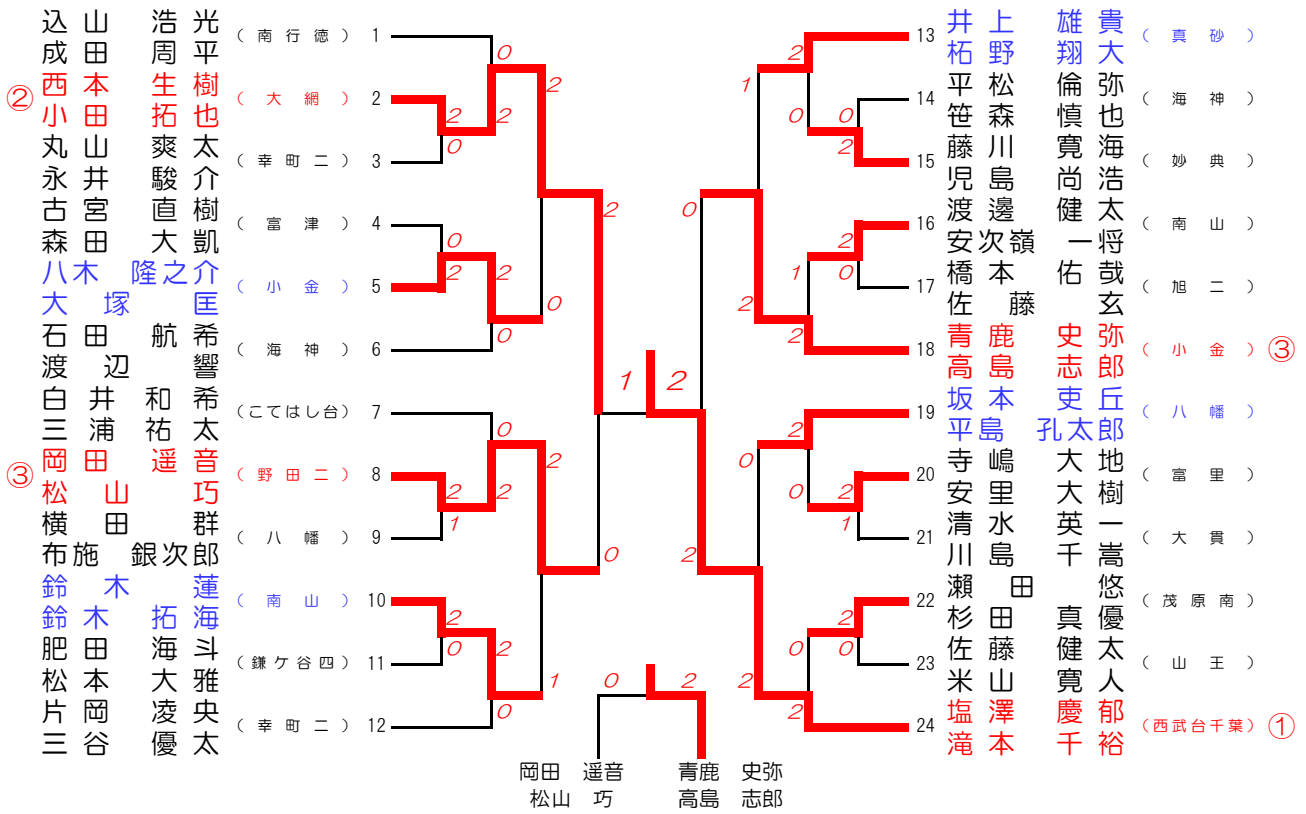 込山 浩光
成田 周平
(南行徳) 1
② 西本 生樹
小田 拓也
(大網) 2
丸山 爽太
永井 駿介
(幸町二) 3
古宮 直樹
森田 大凱
(富津) 4
八木 隆之介
大塚 匡
(小金) 5
石田 航希
渡辺 響
(海神) 6
白井 和希
三浦 祐太
(こてはし台) 7
③ 岡田 遥音
松山 巧
(野田二) 8
横田 群
布施 銀次郎
(八幡) 9
鈴木 蓮
鈴木 拓海
(南山) 10
肥田 海斗
松本 大雅
(鎌ケ谷四) 11
片岡 凌央
三谷 優太
(幸町二) 12
0
2
2
0
2
0
2
2
0
0
2
0
2
2
1
2
0
2
0
2
0
1
0
1
2
0
2
13 井上 雄貴
柘野 翔大
(真砂)
14 平松 倫弥
笹森 慎也
(海神)
15 藤川 寛海
児島 尚浩
(妙典)
16 渡邊 健太
安次嶺 一将
(南山)
17 橋本 佑哉
佐藤 玄
(旭二)
18 青鹿 史弥
高島 志郎
(小金) ③
19 坂本 吏丘
平島 孔太郎
(八幡)
20 寺嶋 大地
安里 大樹
(富里)
21 清水 英一
川島 千嵩
(大貫)
22 瀬田 悠
杉田 真優
(茂原南)
23 佐藤 健太
米山 寛人
(山王)
24 塩澤 慶郁
滝本 千裕
(西武台千葉) ①
2
1
0
0
2
0
2
1
0
2
2
2
0
0
2
1
2
2
0
0
2
2
岡田 遥音
松山 巧
青鹿 史弥
高島 志郎